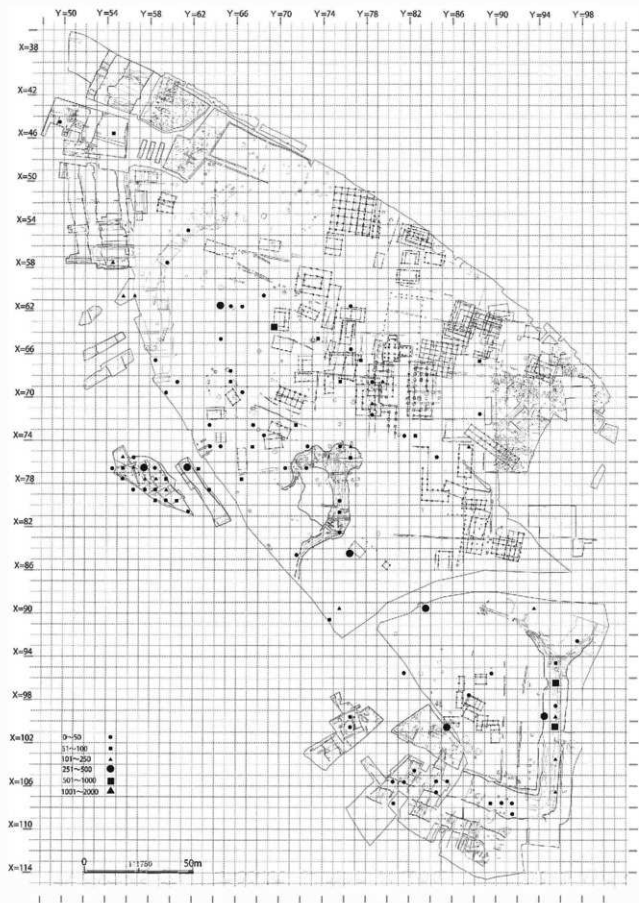 Y=50 Y=54 Y=58 Y=62 Y=66 Y=70 Y=74 Y=78 Y=82 Y=86 Y=90 Y=94 Y=98
X=38
X=42
X=46
X=50
X=54
X=58
X=62
X=66
X=70
X=74
X=78
X=82
X=86
X=90
X=94
X=98
X=102
X=106
X=110
X=114
0~50
51~100
101~250
251~500
501~1000
1001~2000
0 50m